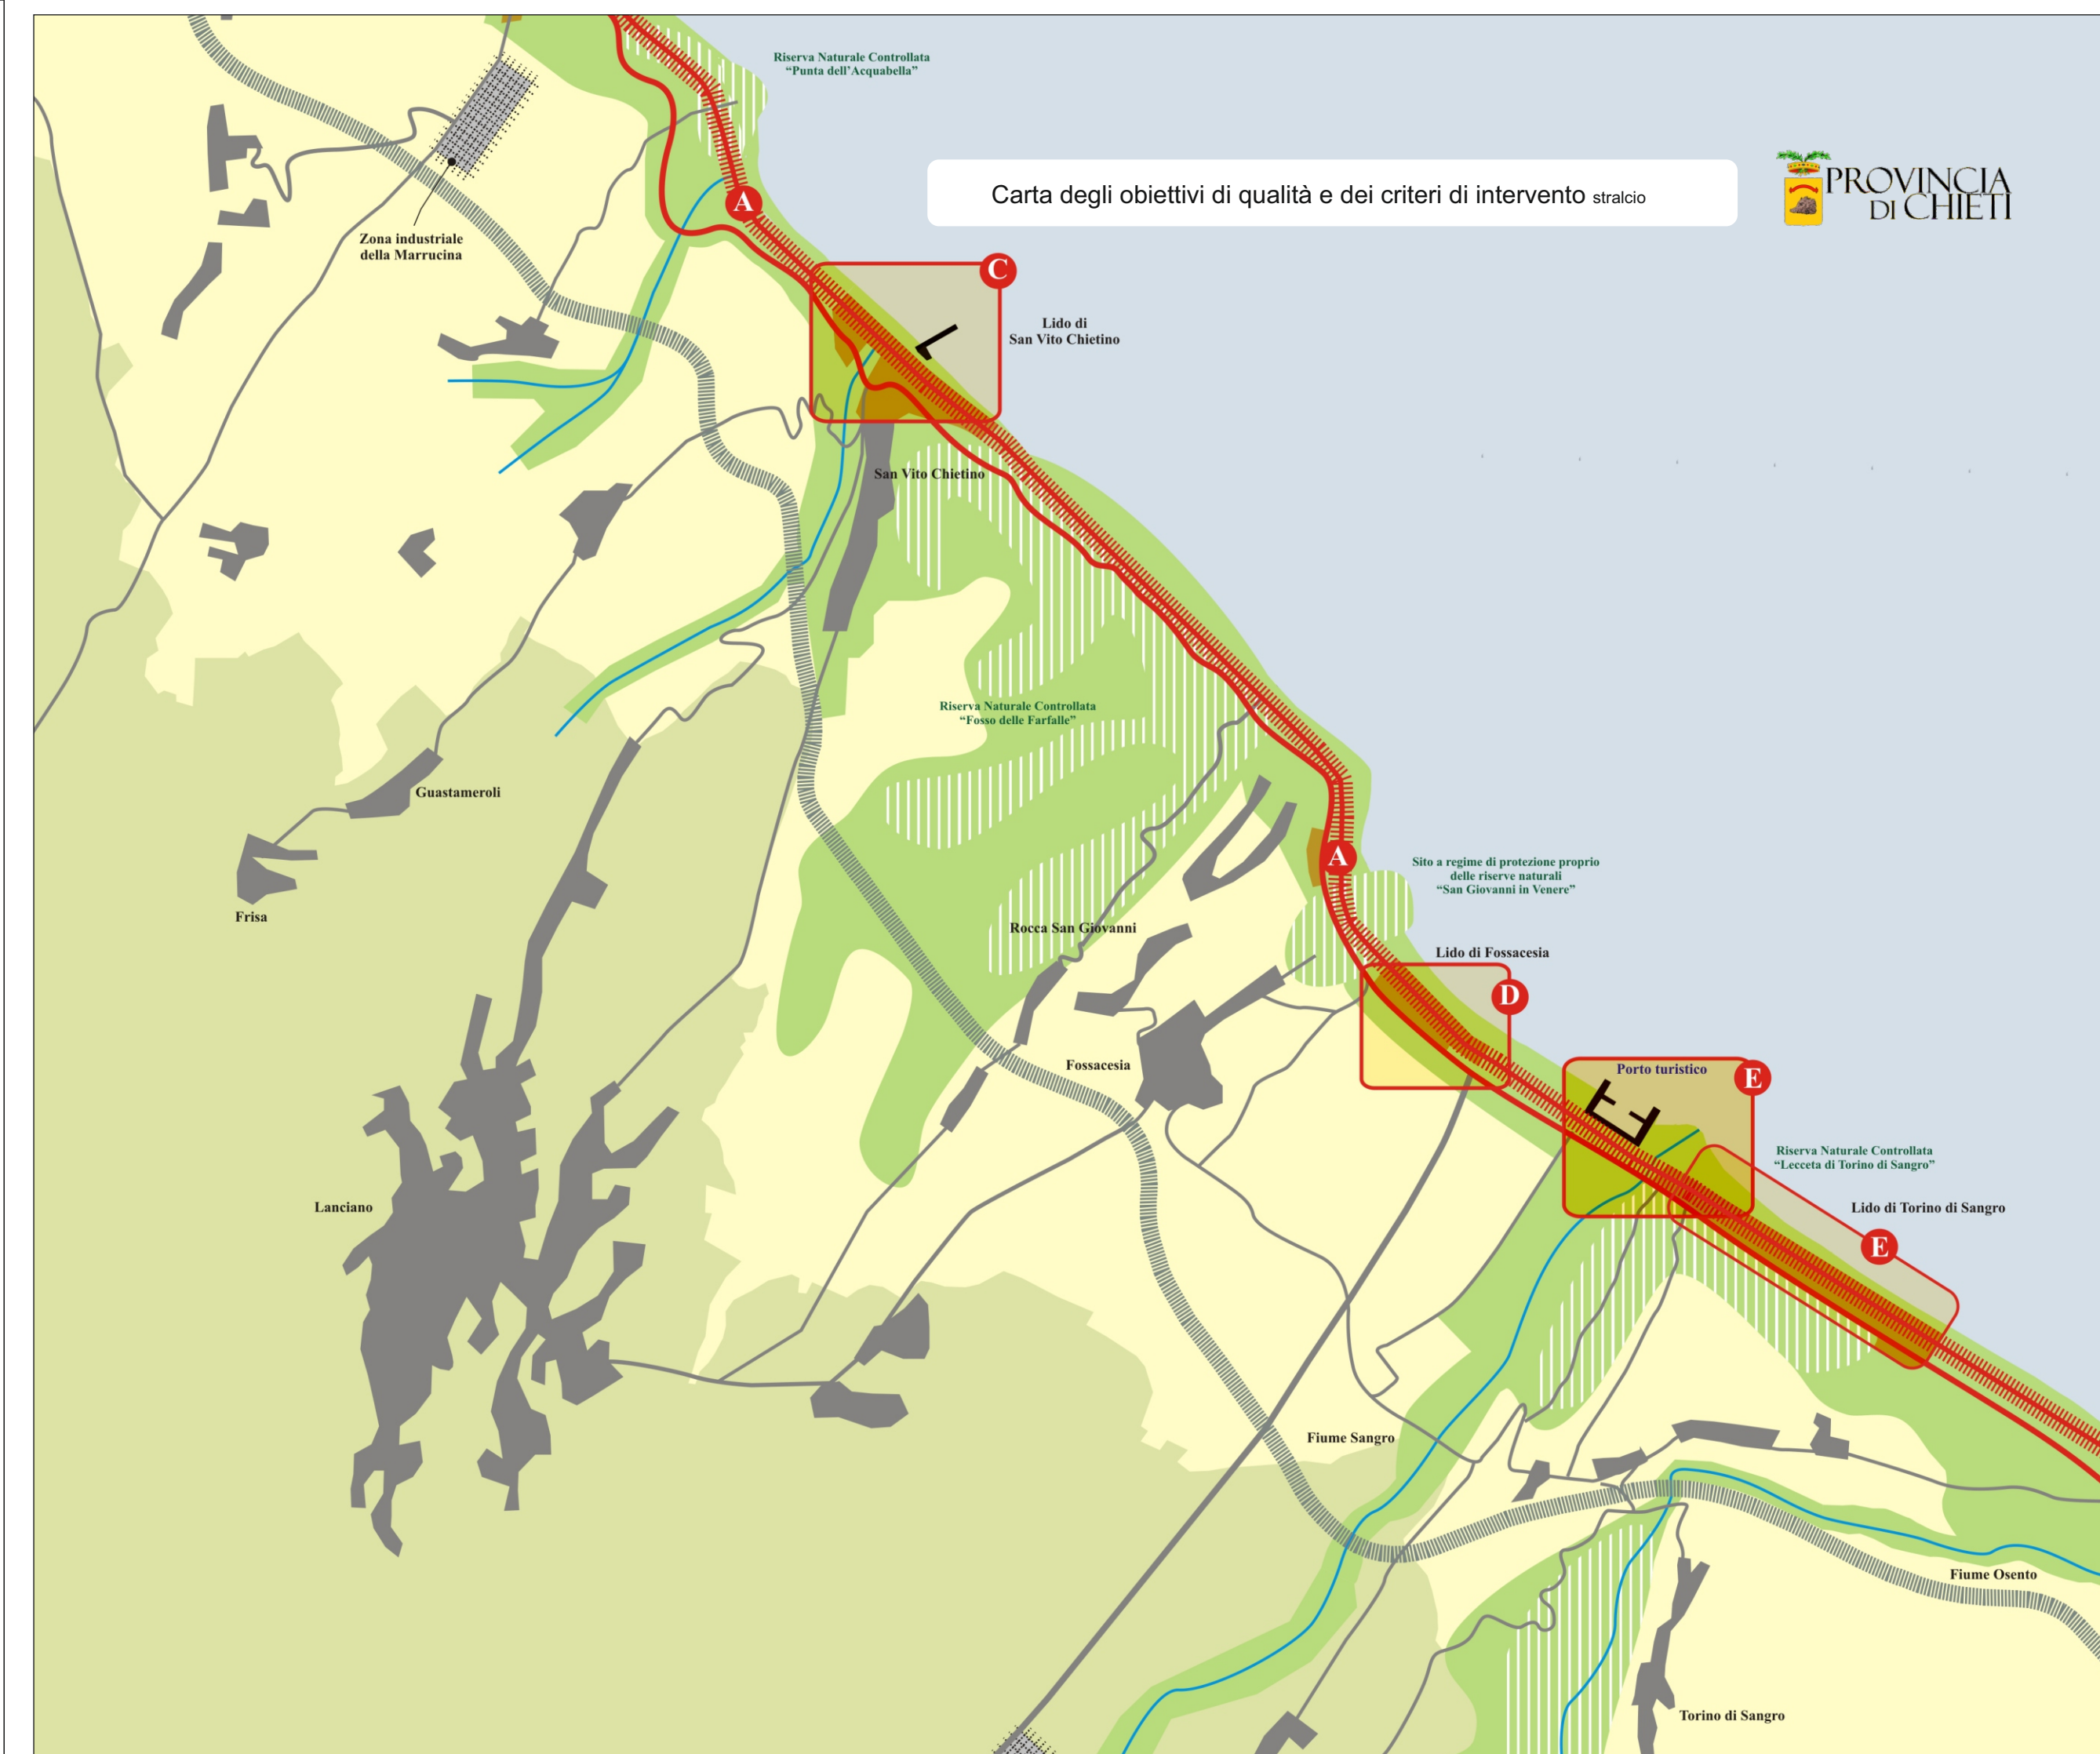 Riserva Naturale Controllata
“Punta dell’Acquabella”
Carta degli obiettivi di qualità e dei criteri di intervento stralcio
PROVINCIA
DI CHIETI
Zona industriale
della Marrucina
A
C
Lido di
San Vito Chietino
San Vito Chietino
Riserva Naturale Controllata
“Fosso delle Farfalle”
Guastameroli
Frisa
A
Sito a regime di protezione proprio
delle riserve naturali
“San Giovanni in Venere”
Rocca San Giovanni
Lido di Fossacesia
D
Fossacesia
Porto turistico
E
Riserva Naturale Controllata
“Lecceta di Torino di Sangro”
Lanciano
Lido di Torino di Sangro
E
Fiume Sangro
Fiume Osento
Torino di Sangro